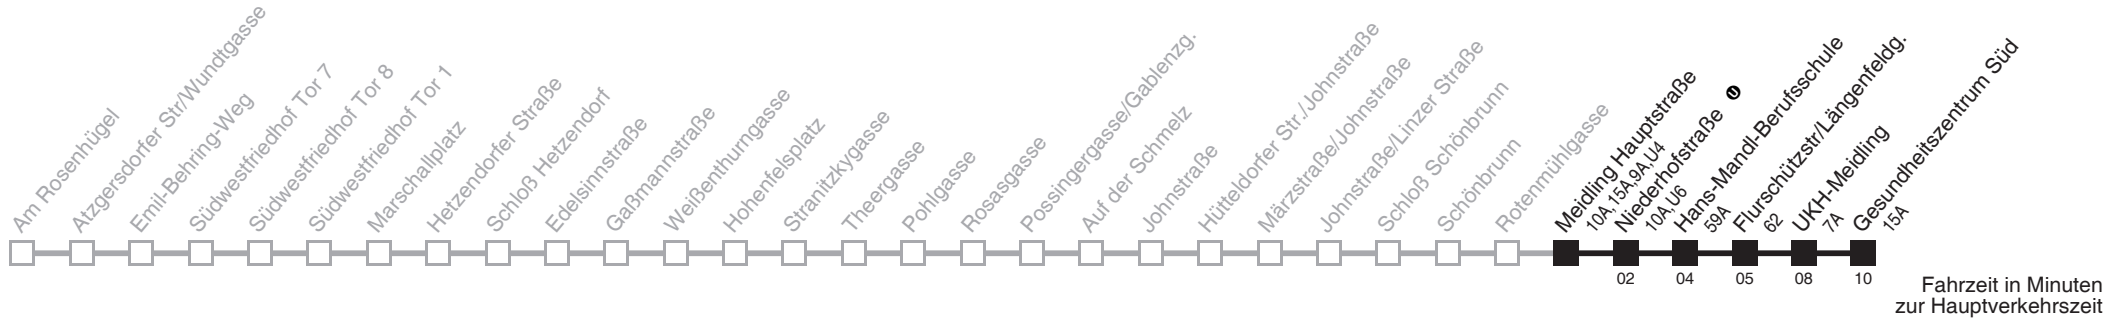 Am Rosenhügel
Atzgersdorfer Str/Wundtgasse
Emil-Behring-Weg
Südwestfriedhof Tor 7
Südwestfriedhof Tor 8
Südwestfriedhof Tor 1
Marschallplatz
Hetzendorfer Straße
Schloß Hetzendorf
Edelsinnstraße
Gaßmannstraße
Weißenthurngasse
Hohenfelsplatz
Stranitzkygasse
Theergasse
Pohlgasse
Rosasgasse
Possingergasse/Gablenzg.
Auf der Schmelz
Johnstraße
Hütteldorfer Str./Johnstraße
Märzstraße/Johnstraße
Johnstraße/Linzer Straße
Schloß Schönbrunn
Schönbrunn
Rotenmühlgasse
Meidling Hauptstraße
10A,15A,9A,U4
Niederhofstraße U
10A,U6
Hans-Mandl-Berufsschule
59A
Flurschützstr/Längenfeldg.
62
UKH-Meidling
7A
Gesundheitszentrum Süd
15A
02
04
05
08
10
Fahrzeit in Minuten
zur Hauptverkehrszeit